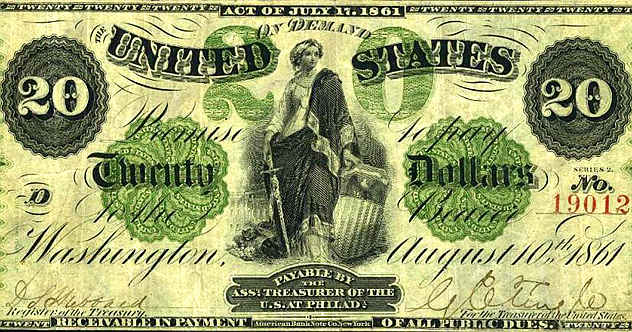 ACT OF JULY 17, 1861
ON DEMAND
THE UNITED STATES
20 20 20
Promise to pay
Twenty Dollars
SERIES 2.
D to the Bearer No. 19012
Washington, August 10th 1861
PAYABLE BY
THE
ASST. TREASURER OF THE
U.S. AT PHILADA.
Register of the Treasury. For the Treasurer of the United States
TWENTY RECEIVABLE IN PAYMENT American Bank Note Co. New York OF ALL PUBLIC DUES. TWENTY